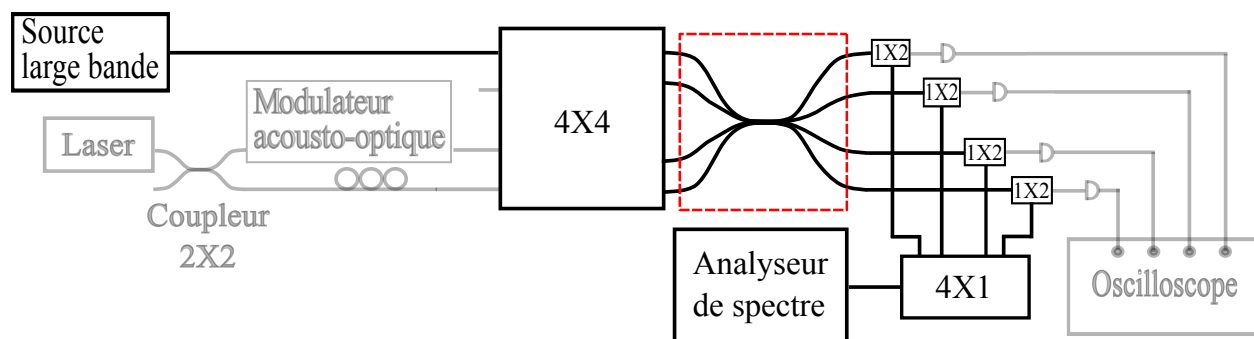 Source
large bande
Modulateur
acousto-optique
Laser
Coupleur
2X2
4X4
1X2
1X2
1X2
1X2
Analyseur
de spectre
4X1
Oscilloscope